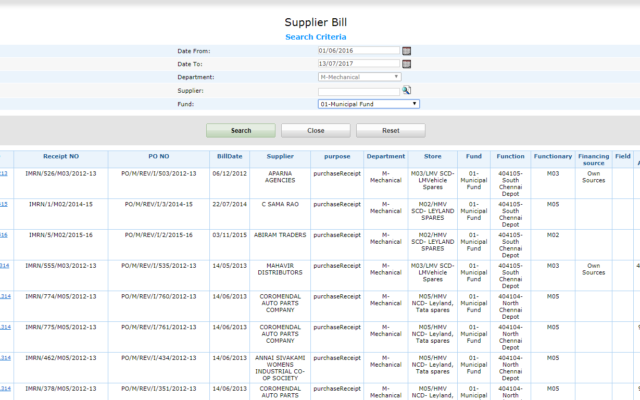 Supplier Bill
Search Criteria
Date From: 01/06/2016
Date To: 13/07/2017
Department: M-Mechanical
Supplier:
Fund: 01-Municipal Fund
Search Close Reset
Receipt NO PO NO BillDate Supplier purpose Department Store Fund Function Functionary Financing source Field
IMRN/526/M03/2012-13 PO/M/REV/I/503/2012-13 06/12/2012 APARNA AGENCIES purchaseReceipt M-Mechanical M03/LMV SCD-LMVehicle Spares 01-Municipal Fund 404105-South Chennai Depot M03 Own Sources
IMRN/1/M02/2014-15 PO/M/REV/I/3/2014-15 22/07/2014 C SAMA RAO purchaseReceipt M-Mechanical M02/HMV SCD- LEYLAND SPARES 01-Municipal Fund 404105-South Chennai Depot M02
IMRN/5/M02/2015-16 PO/M/REV/I/2/2015-16 03/11/2015 ABIRAM TRADERS purchaseReceipt M-Mechanical M02/HMV SCD- LEYLAND SPARES 01-Municipal Fund 404105-South Chennai Depot M02
IMRN/555/M03/2012-13 PO/M/REV/I/535/2012-13 14/05/2013 MAHAVIR DISTRIBUTORS purchaseReceipt M-Mechanical M03/LMV SCD-LMVehicle Spares 01-Municipal Fund 404105-South Chennai Depot M03 Own Sources
IMRN/774/M05/2012-13 PO/M/REV/I/760/2012-13 14/06/2013 COROMENDAL AUTO PARTS COMPANY purchaseReceipt M-Mechanical M05/HMV NCD- Leyland, Tata spares 01-Municipal Fund 404104-North Chennai Depot M05
IMRN/775/M05/2012-13 PO/M/REV/I/761/2012-13 14/06/2013 COROMENDAL AUTO PARTS COMPANY purchaseReceipt M-Mechanical M05/HMV NCD- Leyland, Tata spares 01-Municipal Fund 404104-North Chennai Depot M05
IMRN/462/M05/2012-13 PO/M/REV/I/434/2012-13 14/06/2013 ANNAI SIVAKAMI WOMENS INDUSTRIAL CO-OP SOCIETY purchaseReceipt M-Mechanical M05/HMV NCD- Leyland, Tata spares 01-Municipal Fund 404104-North Chennai Depot M05
IMRN/378/M05/2012-13 PO/M/REV/I/351/2012-13 14/06/2013 COROMENDAL AUTO PARTS purchaseReceipt M-Mechanical M05/HMV NCD- Leyland, 01-Municipal 404104-North M05